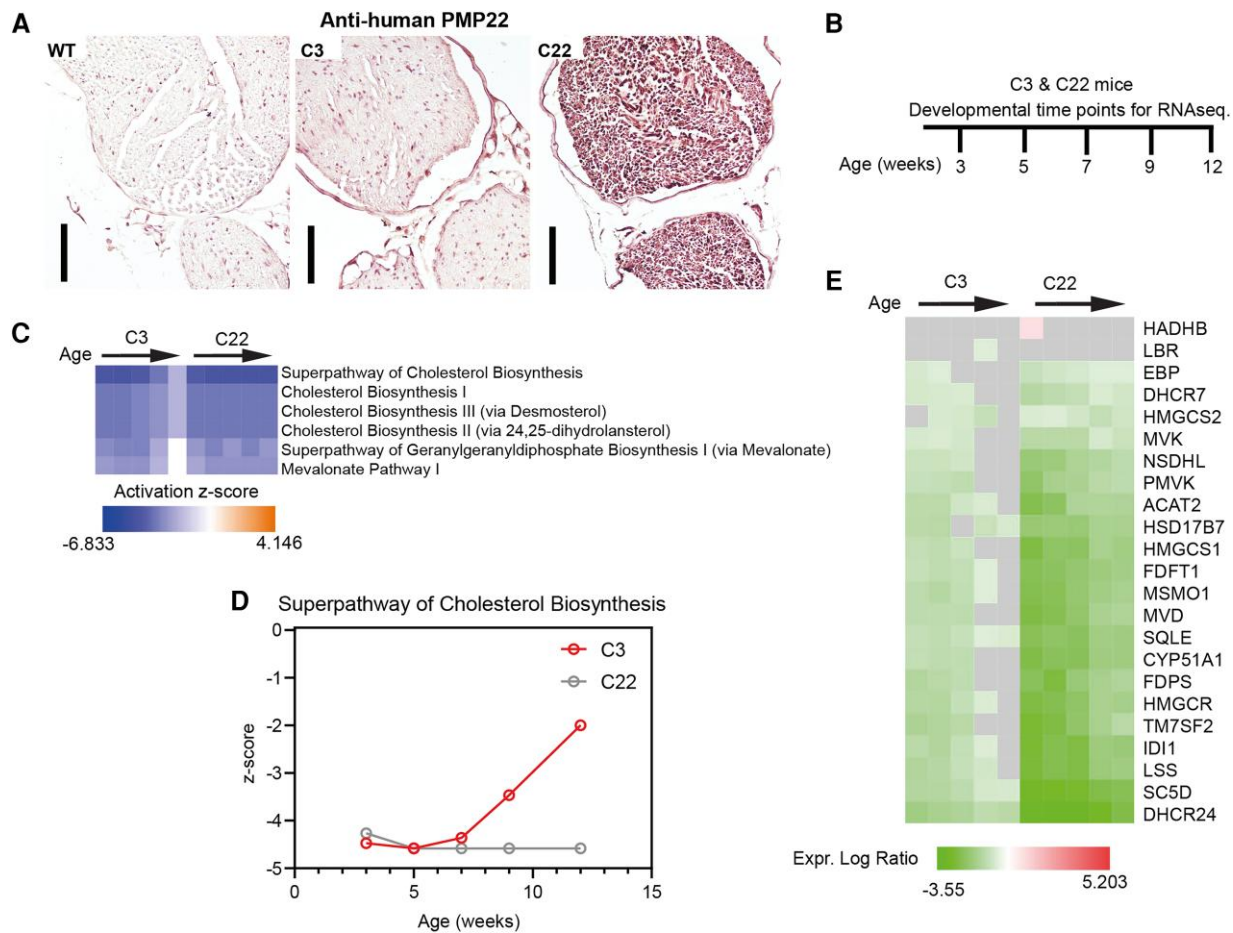 A
Anti-human PMP22
WT
C3
C22
B
C3 & C22 mice
Developmental time points for RNAseq.
Age (weeks) 3 5 7 9 12
C
Age C3 C22
Superpathway of Cholesterol Biosynthesis
Cholesterol Biosynthesis I
Cholesterol Biosynthesis III (via Desmosterol)
Cholesterol Biosynthesis II (via 24,25-dihydrolansterol)
Superpathway of Geranylgeranyldiphosphate Biosynthesis I (via Mevalonate)
Mevalonate Pathway I
Activation z-score
-6.833 4.146
D
Superpathway of Cholesterol Biosynthesis
C3
C22
z-score
0
-1
-2
-3
-4
-5
0 5 10 15
Age (weeks)
E
Age C3 C22
HADHB
LBR
EBP
DHCR7
HMGCS2
MVK
NSDHL
PMVK
ACAT2
HSD17B7
HMGCS1
FDFT1
MSMO1
MVD
SQLE
CYP51A1
FDPS
HMGCR
TM7SF2
IDI1
LSS
SC5D
DHCR24
Expr. Log Ratio
-3.55 5.203